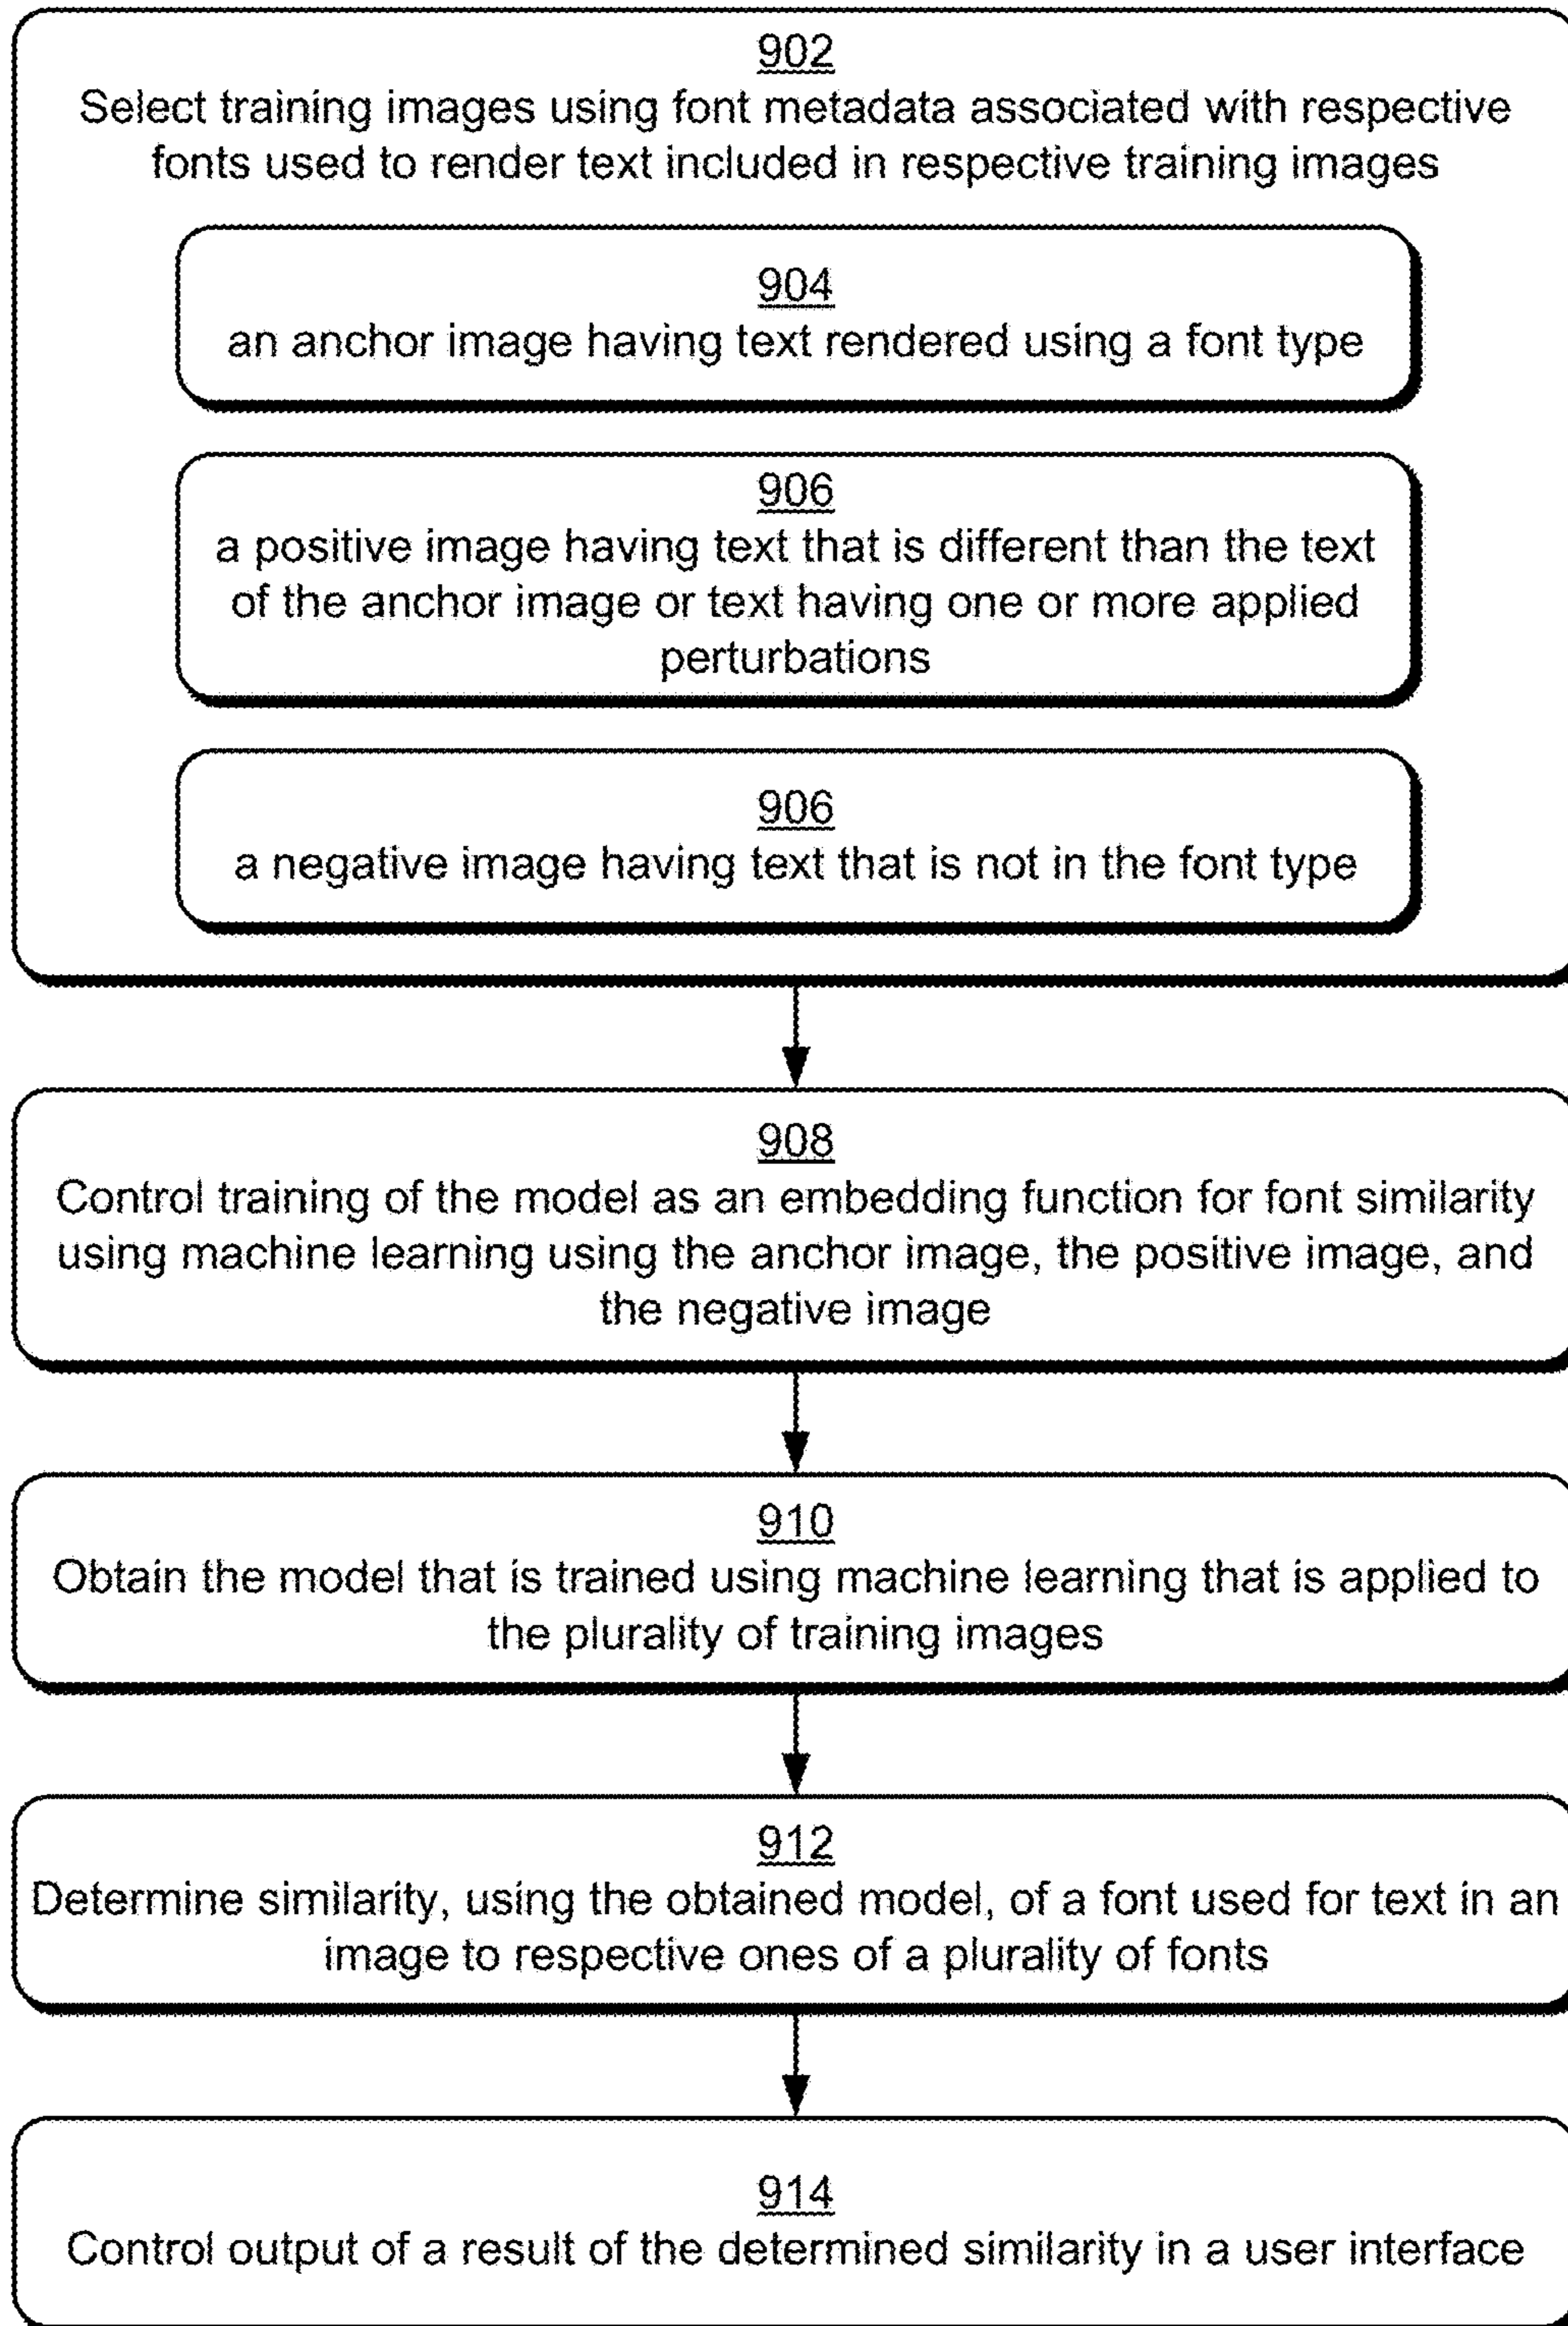 902
Select training images using font metadata associated with respective
fonts used to render text included in respective training images
904
an anchor image having text rendered using a font type
906
a positive image having text that is different than the text
of the anchor image or text having one or more applied
perturbations
906
a negative image having text that is not in the font type
908
Control training of the model as an embedding function for font similarity
using machine learning using the anchor image, the positive image, and
the negative image
910
Obtain the model that is trained using machine learning that is applied to
the plurality of training images
912
Determine similarity, using the obtained model, of a font used for text in an
image to respective ones of a plurality of fonts
914
Control output of a result of the determined similarity in a user interface